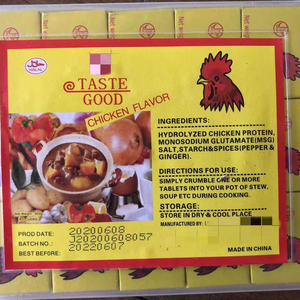 HALAL
TASTE
GOOD
CHICKEN FLAVOR
INGREDIENTS:
HYDROLYZED CHICKEN PROTEIN,
MONOSODIUM GLUTAMATE(MSG)
SALT,STARCH&SPICES(PEPPER &
GINGER).
DIRECTIONS FOR USE:
SIMPLY CRUMBLE ONE OR MORE
TABLETS INTO YOUR POT OF STEW,
SOUP ETC DURING COOKING.
STORAGE:
STORE IN DRY & COOL PLACE
MANUFACTURED BY:
PROD DATE: 20200608
BATCH NO.: J20200608057
BEST BEFORE: 20220607
MADE IN CHINA